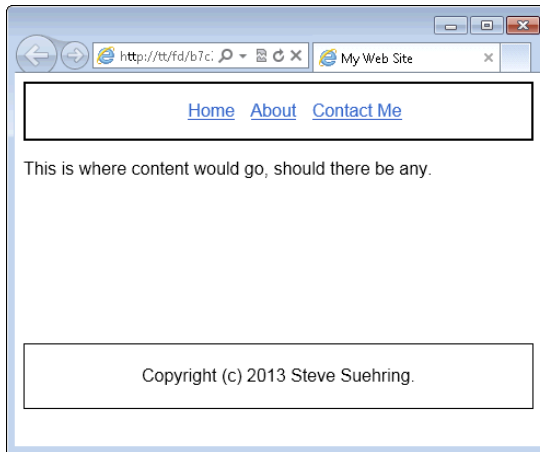 http://tt/fd/b7c
My Web Site
Home About Contact Me
This is where content would go, should there be any.
Copyright (c) 2013 Steve Suehring.